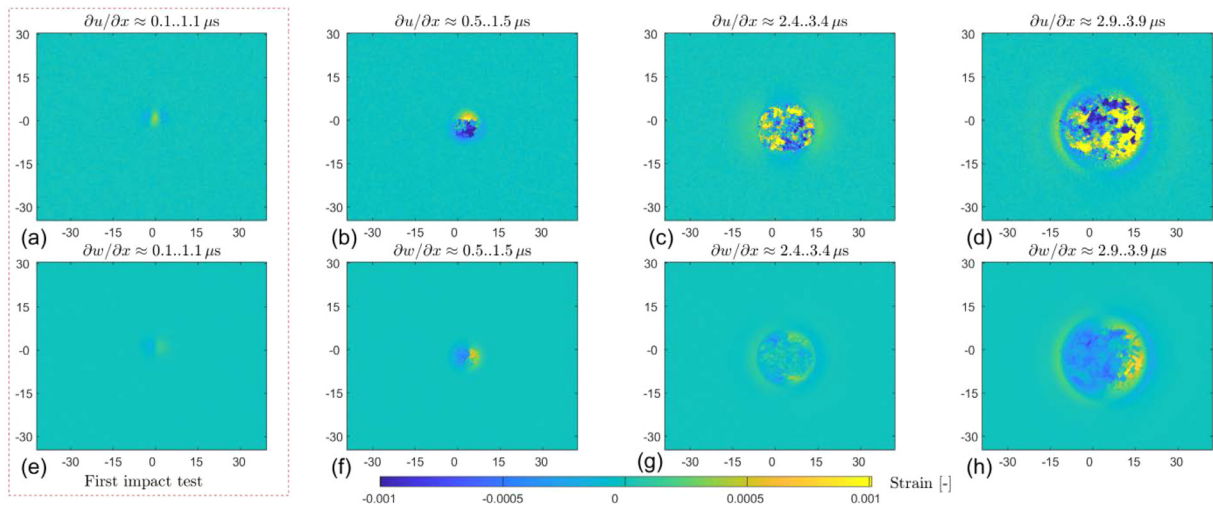 ∂u/∂x ≈ 0.1..1.1 μs
∂u/∂x ≈ 0.5..1.5 μs
∂u/∂x ≈ 2.4..3.4 μs
∂u/∂x ≈ 2.9..3.9 μs
30 30 30 30
15 15 15 15
-0 -0 -0 -0
-15 -15 -15 -15
-30 -30 -30 -30
(a) -30 -15 0 15 30
(b) -30 -15 0 15 30
(c) -30 -15 0 15 30
(d) -30 -15 0 15 30
∂w/∂x ≈ 0.1..1.1 μs
∂w/∂x ≈ 0.5..1.5 μs
∂w/∂x ≈ 2.4..3.4 μs
∂w/∂x ≈ 2.9..3.9 μs
30 30 30 30
15 15 15 15
-0 -0 -0 -0
-15 -15 -15 -15
-30 -30 -30 -30
(e) -30 -15 0 15 30
(f) -30 -15 0 15 30
(g) -30 -15 0 15 30
(h) -30 -15 0 15 30
First impact test
Strain [-]
-0.001 -0.0005 0 0.0005 0.001